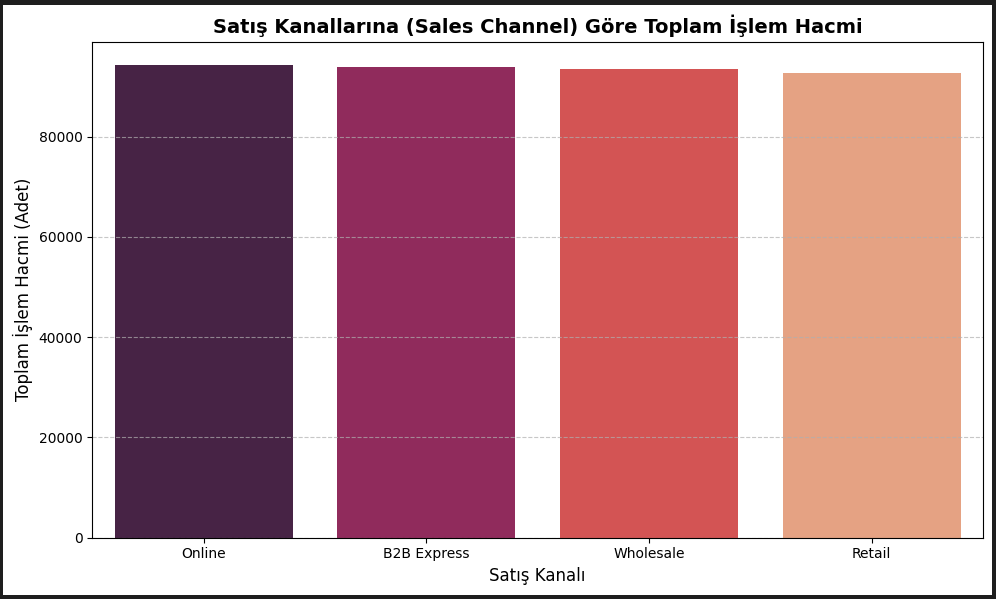 Satış Kanallarına (Sales Channel) Göre Toplam İşlem Hacmi
Toplam İşlem Hacmi (Adet)
80000
60000
40000
20000
0
Online
B2B Express
Wholesale
Retail
Satış Kanalı